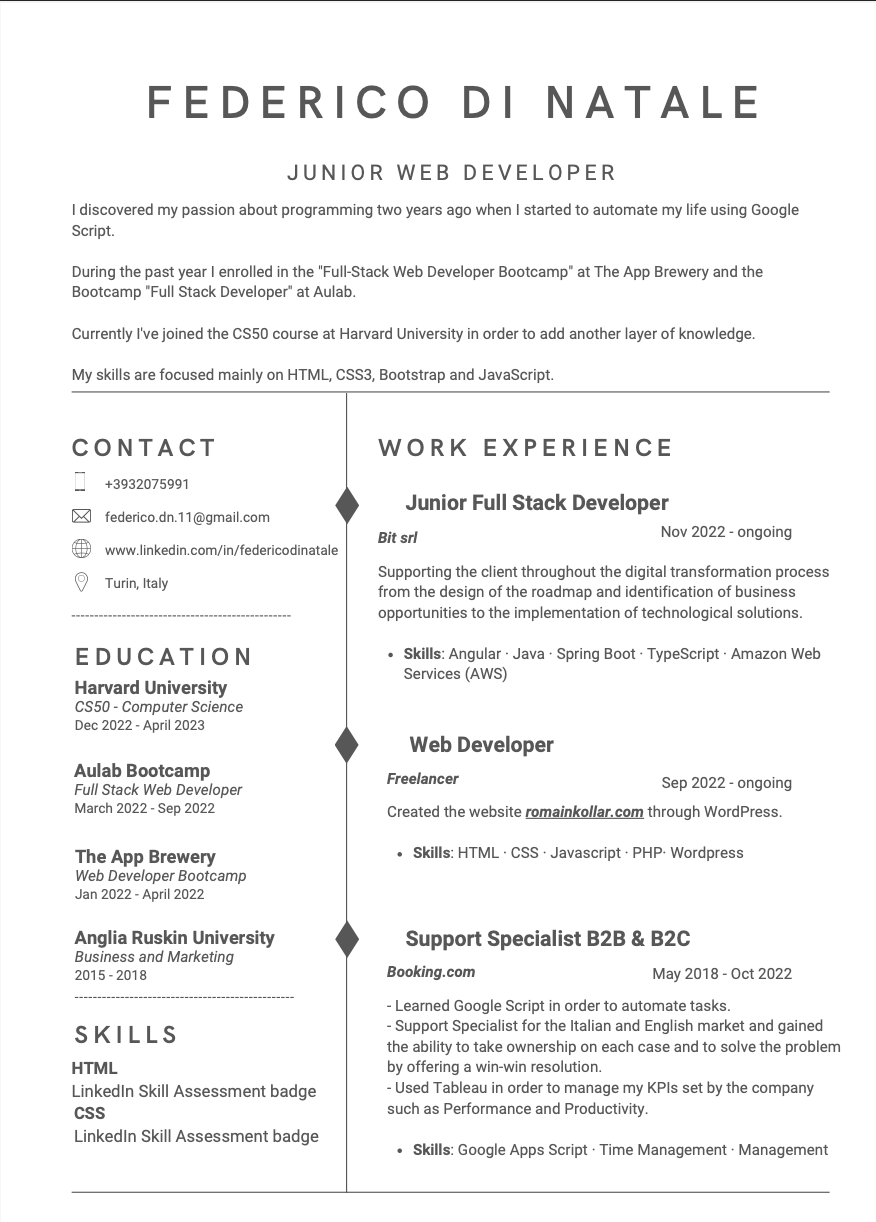 FEDERICO DI NATALE
JUNIOR WEB DEVELOPER
I discovered my passion about programming two years ago when I started to automate my life using Google
Script.
During the past year I enrolled in the "Full-Stack Web Developer Bootcamp" at The App Brewery and the
Bootcamp "Full Stack Developer" at Aulab.
Currently I've joined the CS50 course at Harvard University in order to add another layer of knowledge.
My skills are focused mainly on HTML, CSS3, Bootstrap and JavaScript.
CONTACT
+3932075991
federico.dn.11@gmail.com
www.linkedin.com/in/federicodinatale
Turin, Italy
------------------------------------------------
EDUCATION
Harvard University
CS50 - Computer Science
Dec 2022 - April 2023
Aulab Bootcamp
Full Stack Web Developer
March 2022 - Sep 2022
The App Brewery
Web Developer Bootcamp
Jan 2022 - April 2022
Anglia Ruskin University
Business and Marketing
2015 - 2018
------------------------------------------------
SKILLS
HTML
LinkedIn Skill Assessment badge
CSS
LinkedIn Skill Assessment badge
WORK EXPERIENCE
Junior Full Stack Developer
Bit srl
Nov 2022 - ongoing
Supporting the client throughout the digital transformation process
from the design of the roadmap and identification of business
opportunities to the implementation of technological solutions.
• Skills: Angular · Java · Spring Boot · TypeScript · Amazon Web
Services (AWS)
Web Developer
Freelancer
Sep 2022 - ongoing
Created the website romainkollar.com through WordPress.
• Skills: HTML · CSS · Javascript · PHP· Wordpress
Support Specialist B2B & B2C
Booking.com
May 2018 - Oct 2022
- Learned Google Script in order to automate tasks.
- Support Specialist for the Italian and English market and gained
the ability to take ownership on each case and to solve the problem
by offering a win-win resolution.
- Used Tableau in order to manage my KPIs set by the company
such as Performance and Productivity.
• Skills: Google Apps Script · Time Management · Management